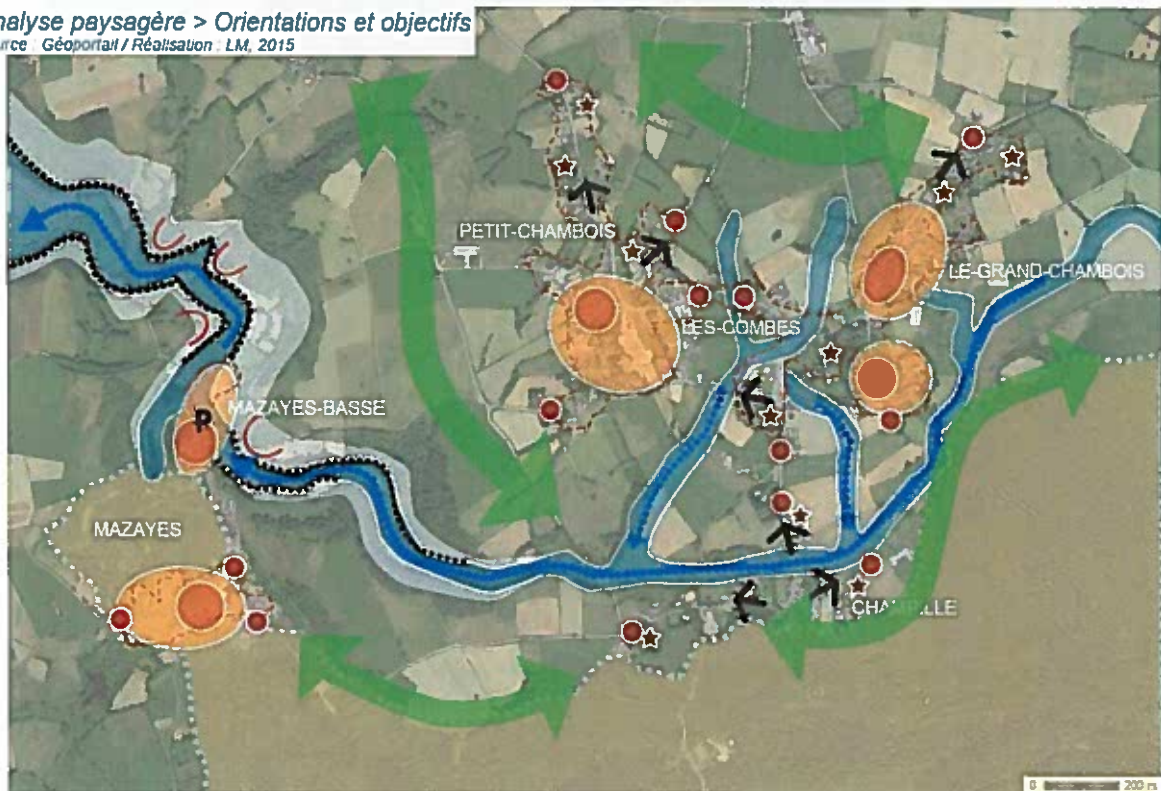 nalyse paysagère > Orientations et objectifs
urce : Géoportail / Réalisation : LM, 2015
PETIT-CHAMBOIS
LE-GRAND-CHAMBOIS
LES-COMBES
MAZAYES-BASSE
P
MAZAYES
0 200 m